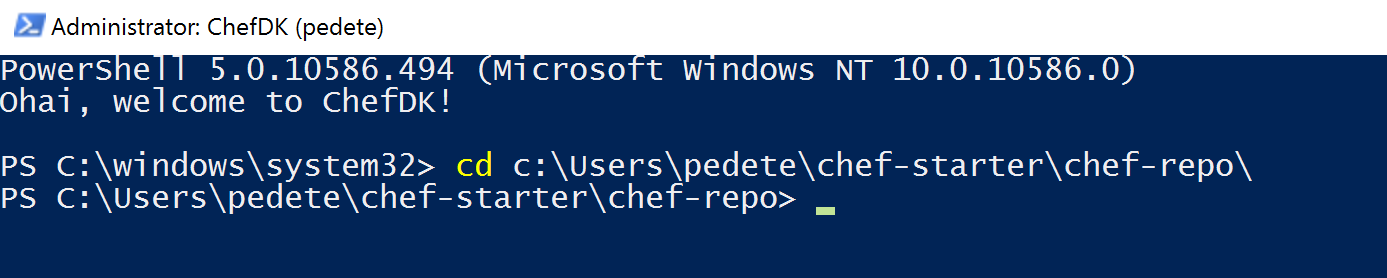 Administrator: ChefDK (pedete)
PowerShell 5.0.10586.494 (Microsoft Windows NT 10.0.10586.0)
Ohai, welcome to ChefDK!
PS C:\windows\system32> cd c:\Users\pedete\chef-starter\chef-repo\
PS C:\Users\pedete\chef-starter\chef-repo>